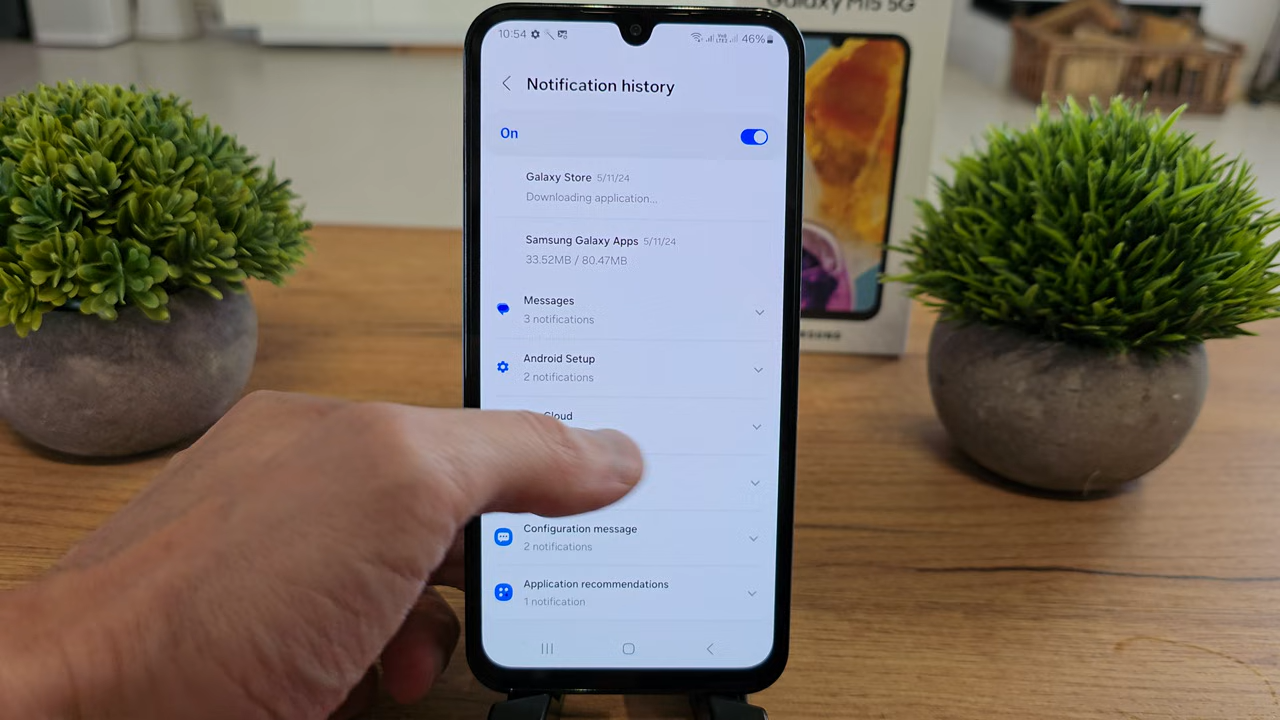 Galaxy M15 5G
10:54 46%
Notification history
On
Galaxy Store 5/11/24
Downloading application...
Samsung Galaxy Apps 5/11/24
33.52MB / 80.47MB
Messages
3 notifications
Android Setup
2 notifications
Cloud
Configuration message
2 notifications
Application recommendations
1 notification
SAMSUNG